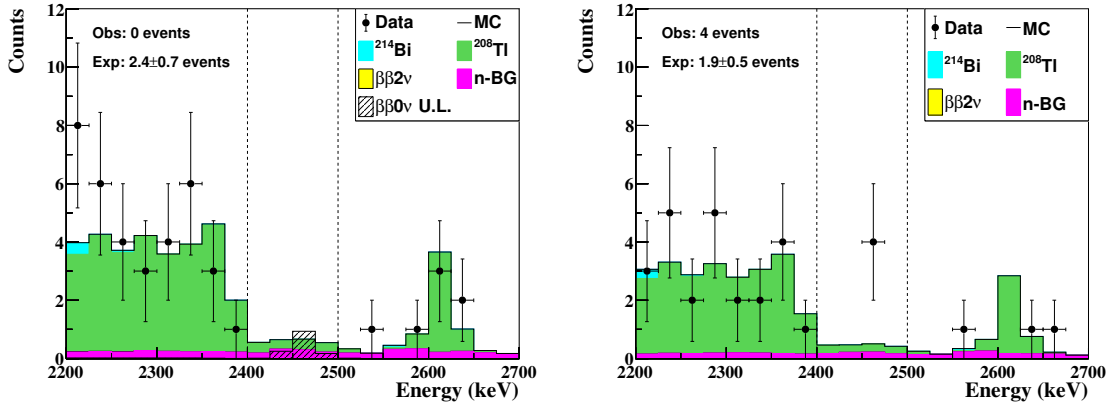 Counts
12
10
8
6
4
2
0
Obs: 0 events
Exp: 2.4±0.7 events
Data
MC
²¹⁴Bi
²⁰⁸Tl
ββ2ν
n-BG
ββ0ν U.L.
2200
2300
2400
2500
2600
2700
Energy (keV)
Counts
12
10
8
6
4
2
0
Obs: 4 events
Exp: 1.9±0.5 events
Data
MC
²¹⁴Bi
²⁰⁸Tl
ββ2ν
n-BG
2200
2300
2400
2500
2600
2700
Energy (keV)